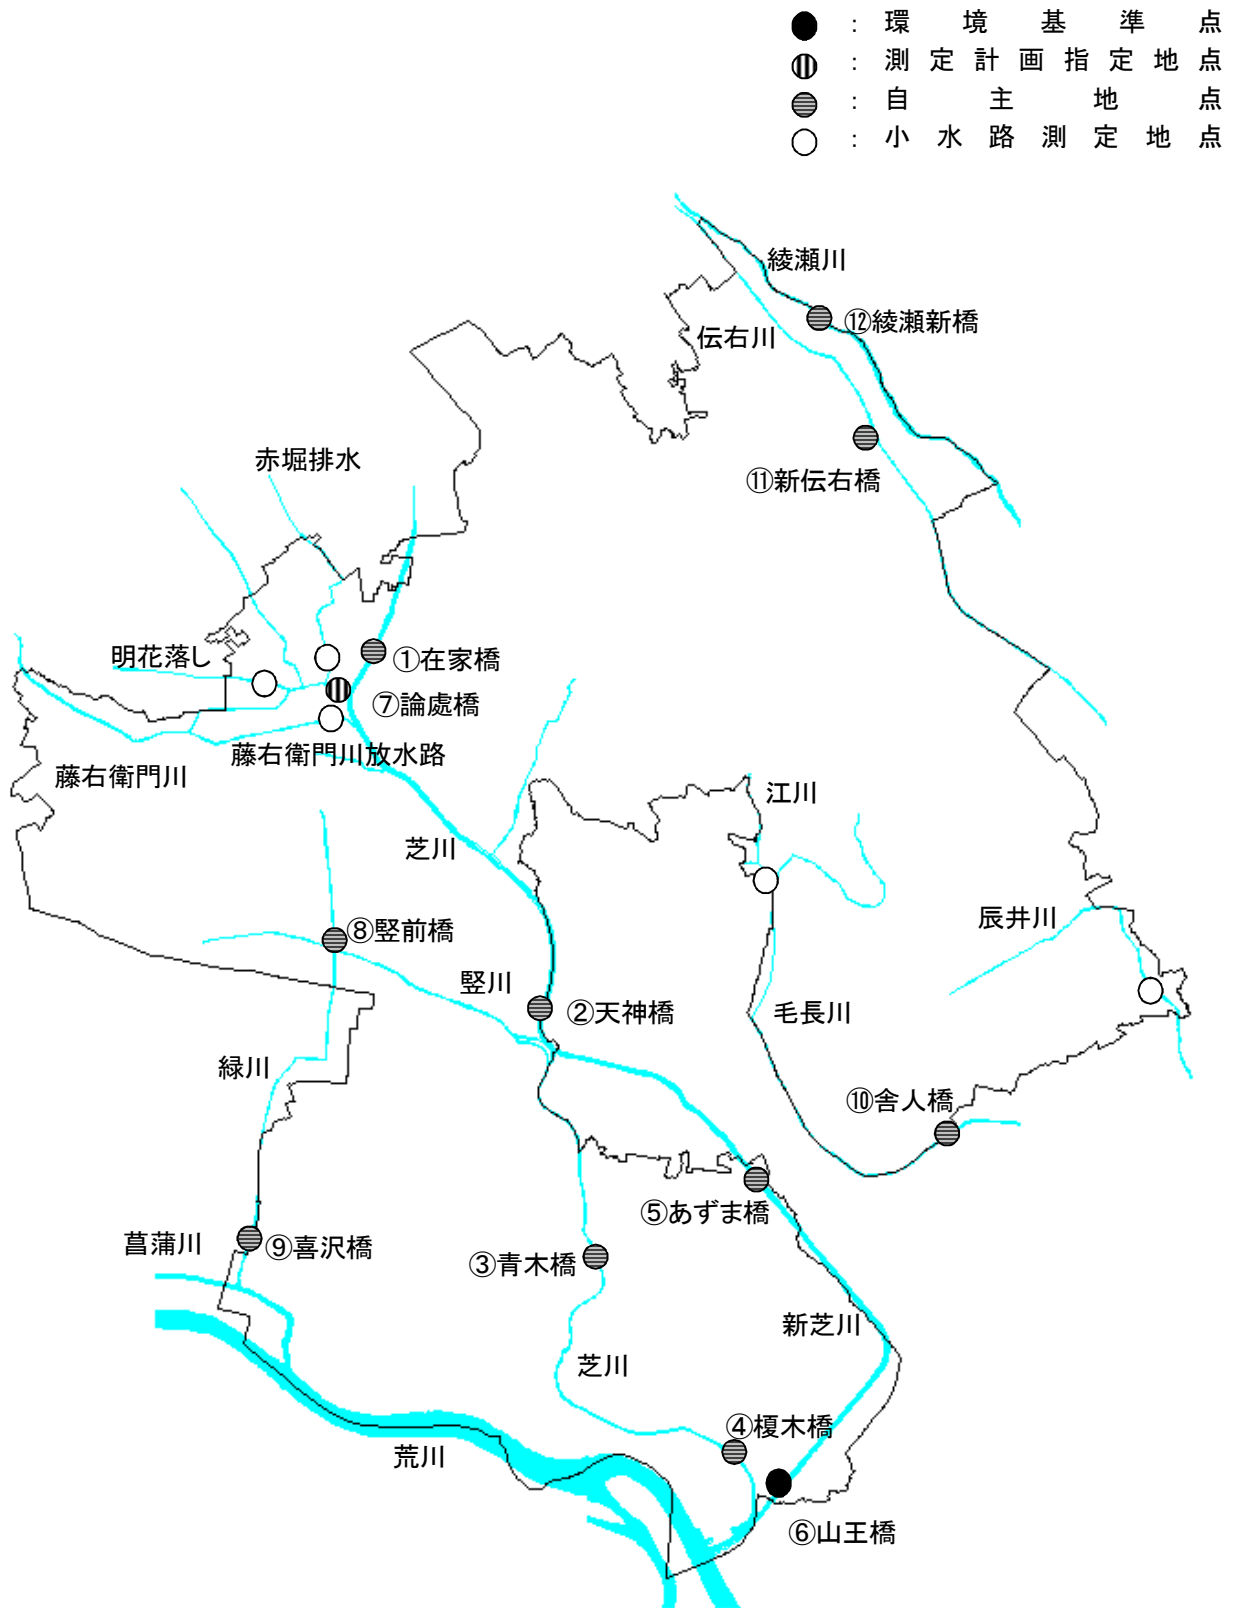 : 環境基準点
: 測定計画指定地点
: 自主地点
: 小水路測定地点
綾瀬川
⑫綾瀬新橋
伝右川
赤堀排水
⑪新伝右橋
明花落し
①在家橋
⑦論處橋
藤右衛門川放水路
藤右衛門川
江川
芝川
辰井川
⑧竪前橋
竪川
②天神橋
毛長川
緑川
⑩舎人橋
⑤あずま橋
菖蒲川
⑨喜沢橋
③青木橋
新芝川
芝川
④榎木橋
荒川
⑥山王橋